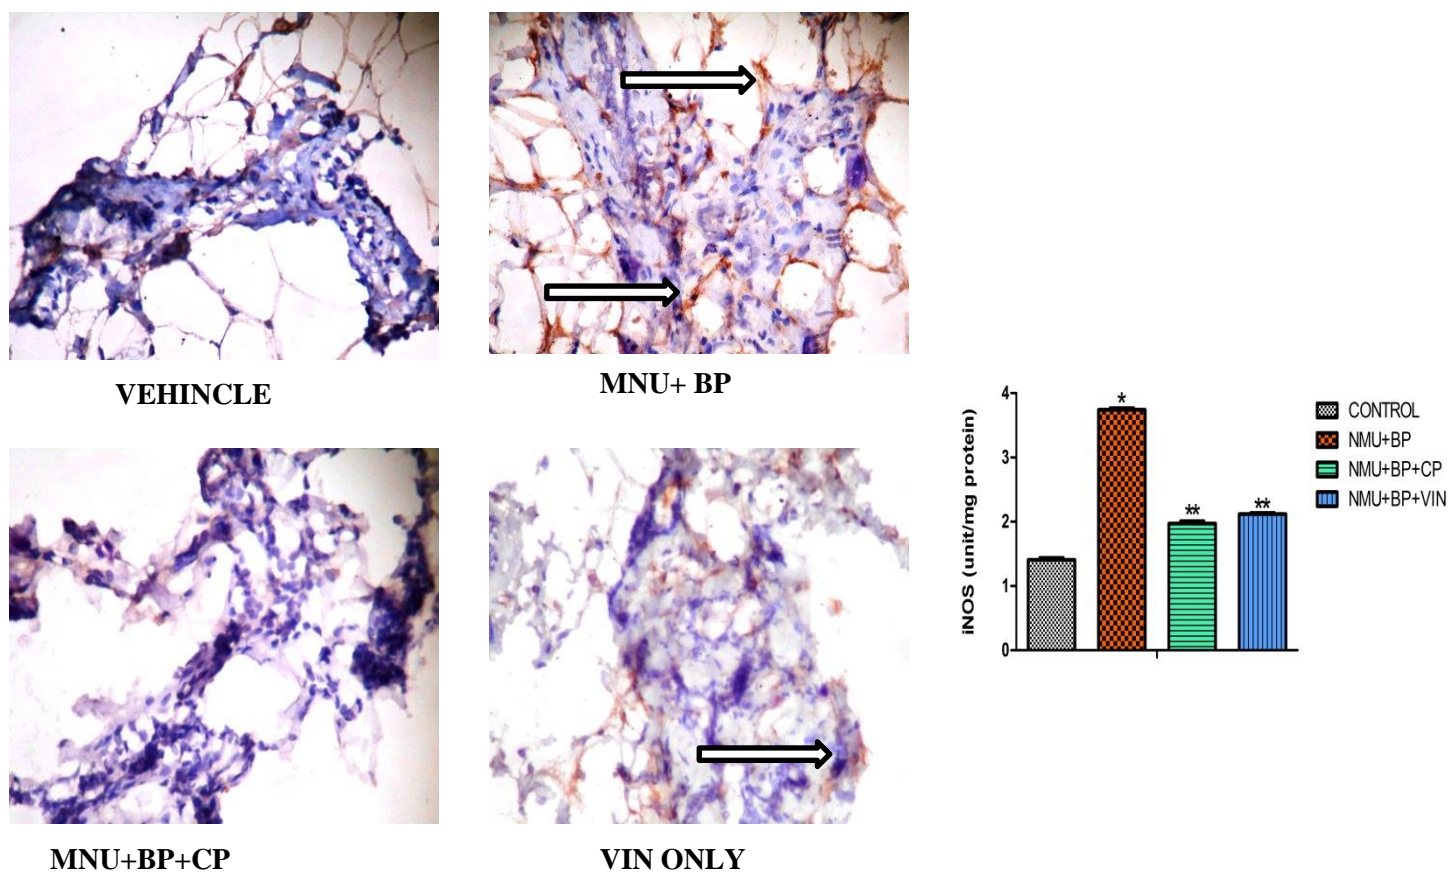 VEHINCLE
MNU+ BP
MNU+BP+CP
VIN ONLY
iNOS (unit/mg protein)
4
3
2
1
0
*
**
**
CONTROL
NMU+BP
NMU+BP+CP
NMU+BP+VIN